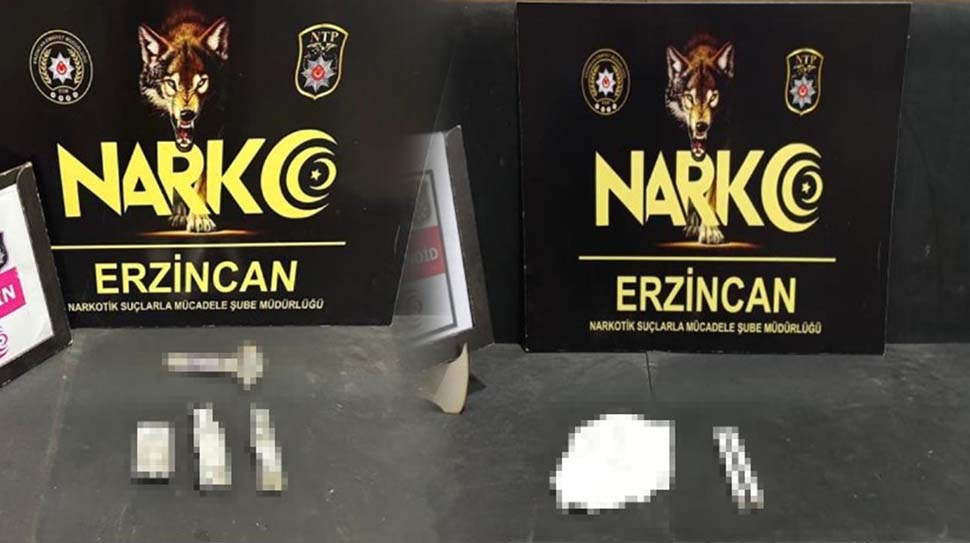 NTP
NARKO
ERZİNCAN
NARKOTİK SUÇLARLA MÜCADELE ŞUBE MÜDÜRLÜĞÜ
NTP
NARKO
ERZİNCAN
NARKOTİK SUÇLARLA MÜCADELE ŞUBE MÜDÜRLÜĞÜ